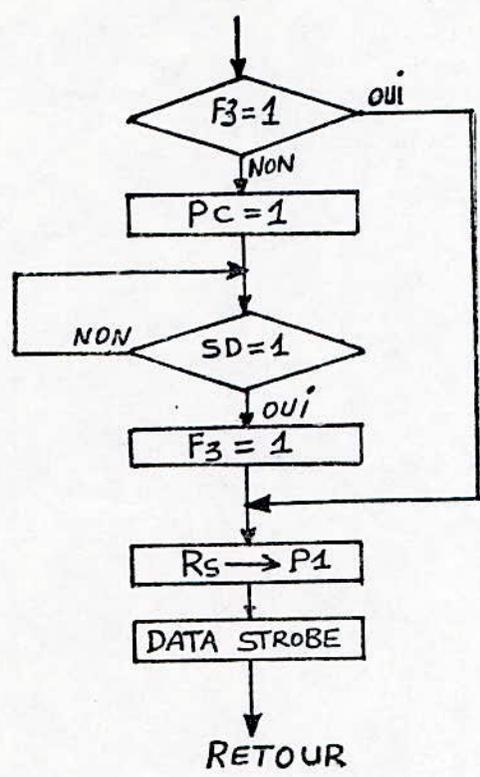 F3=1
OUI
NON
PC=1
NON
SD=1
OUI
F3 = 1
RS → P1
DATA STROBE
RETOUR